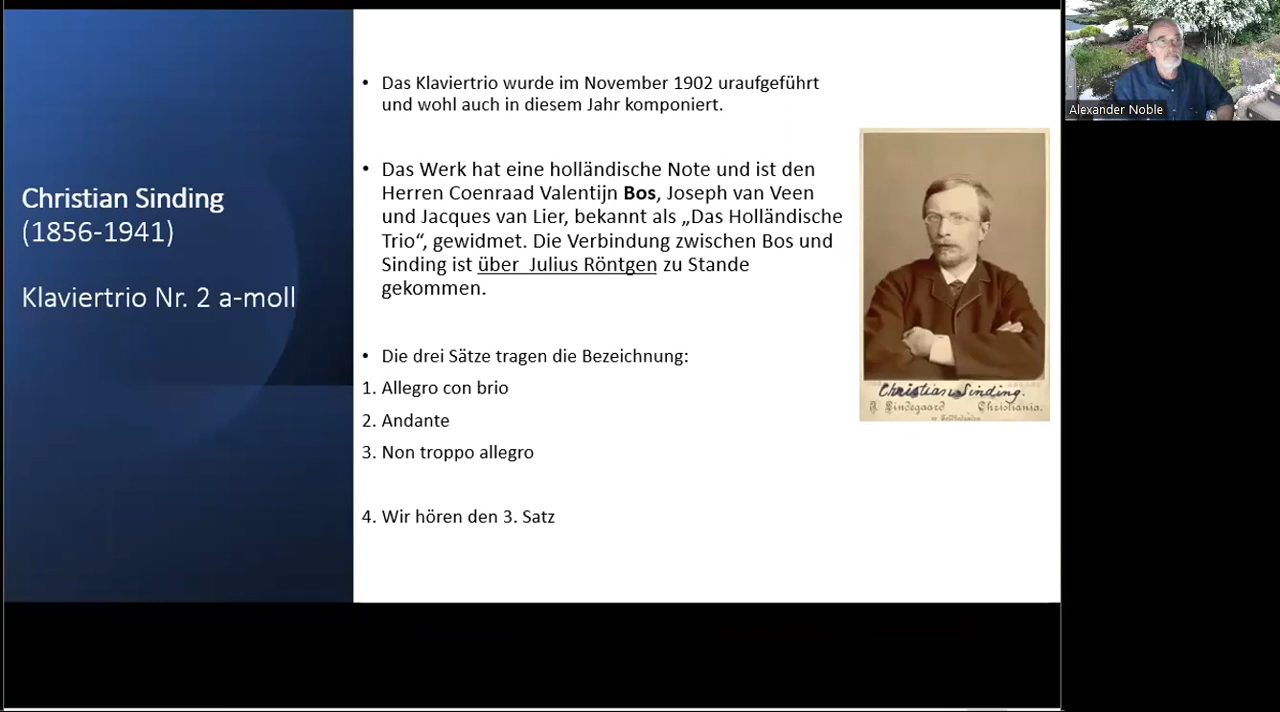 Christian Sinding
(1856-1941)
Klaviertrio Nr. 2 a-moll
• Das Klaviertrio wurde im November 1902 uraufgeführt
und wohl auch in diesem Jahr komponiert.
• Das Werk hat eine holländische Note und ist den
Herren Coenraad Valentijn Bos, Joseph van Veen
und Jacques van Lier, bekannt als „Das Holländische
Trio“, gewidmet. Die Verbindung zwischen Bos und
Sinding ist über Julius Röntgen zu Stande
gekommen.
• Die drei Sätze tragen die Bezeichnung:
1. Allegro con brio
2. Andante
3. Non troppo allegro
4. Wir hören den 3. Satz
Christian Sinding.
Lindegaard Christiania.
Alexander Noble